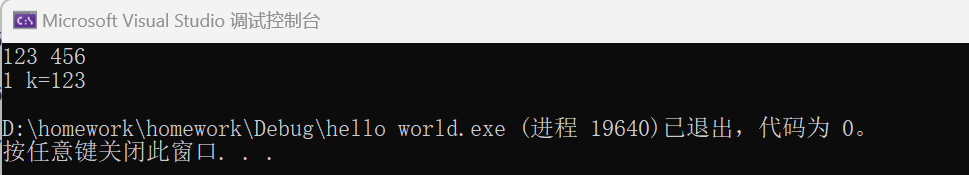 Microsoft Visual Studio 调试控制台
123 456
1 k=123
D:\homework\homework\Debug\hello world.exe (进程 19640)已退出，代码为 0。
按任意键关闭此窗口. . .